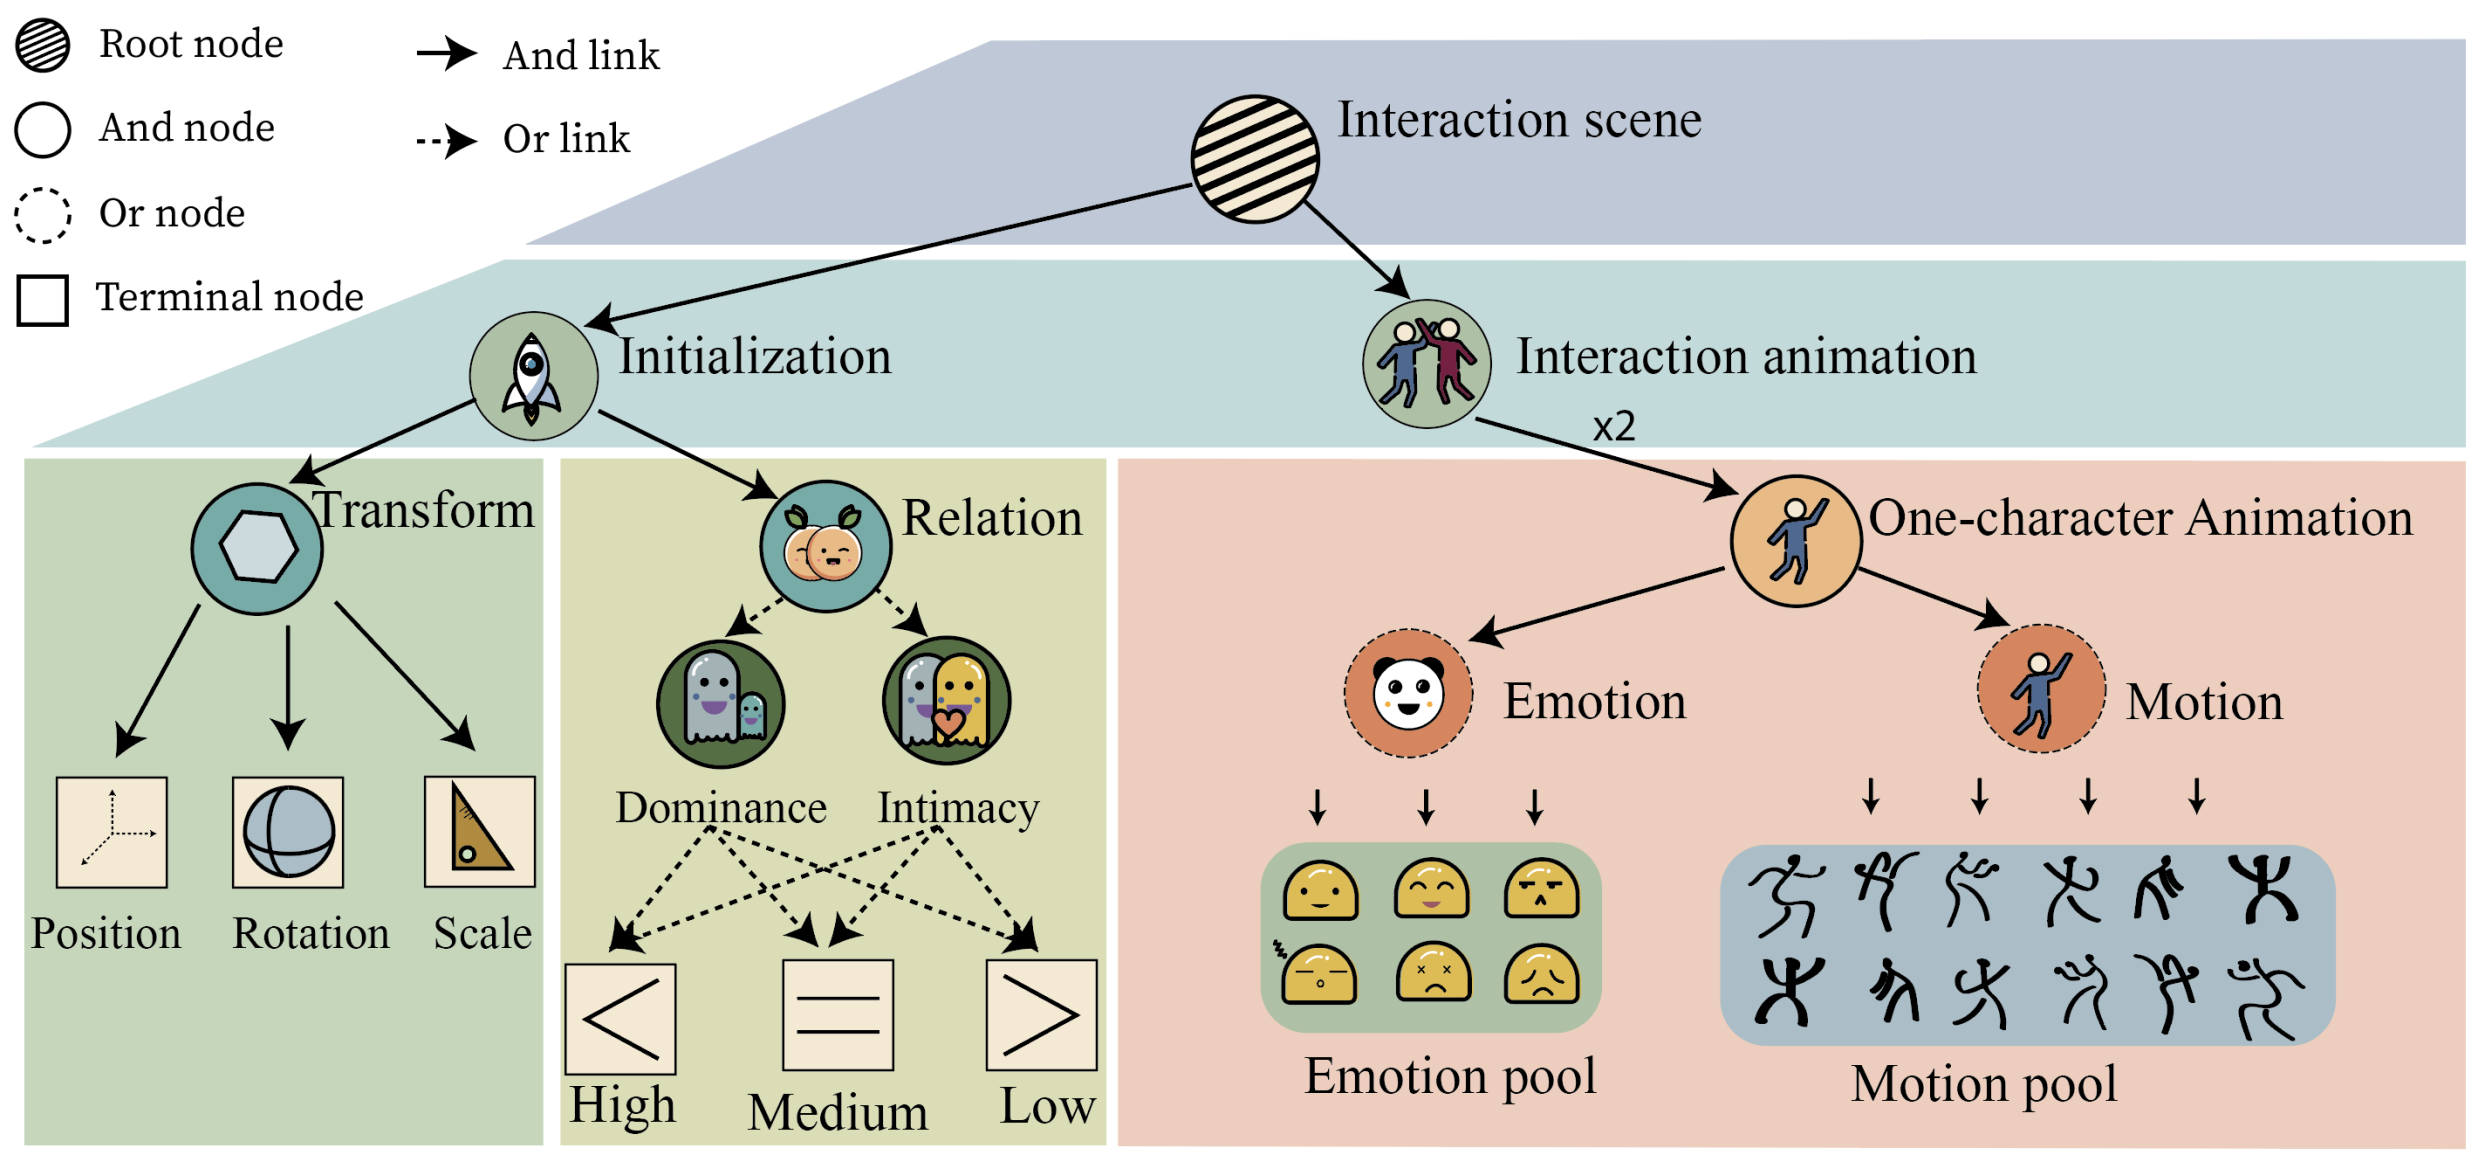 Root node
And link
And node
Or link
Or node
Terminal node
Interaction scene
Initialization
Interaction animation
x2
Transform
Relation
One-character Animation
Emotion
Motion
Dominance
Intimacy
Position
Rotation
Scale
High
Medium
Low
Emotion pool
Motion pool